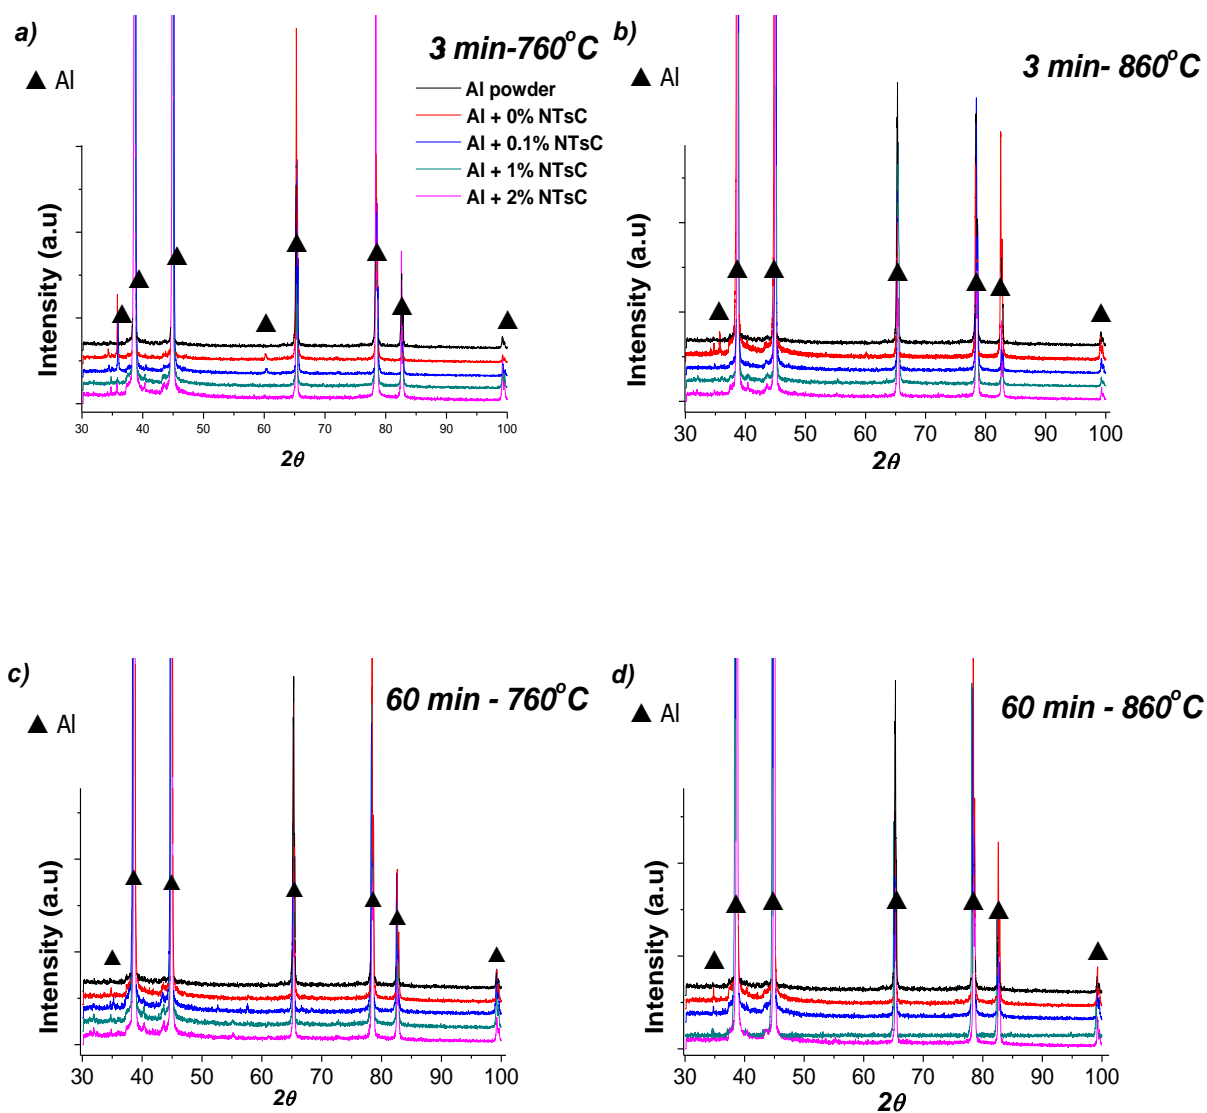 a)
3 min-760°C
▲ Al
Al powder
Al + 0% NTsC
Al + 0.1% NTsC
Al + 1% NTsC
Al + 2% NTsC
Intensity (a.u)
30 40 50 60 70 80 90 100
2θ
b)
3 min- 860°C
▲ Al
Intensity (a.u)
30 40 50 60 70 80 90 100
2θ
c)
60 min - 760°C
▲ Al
Intensity (a.u)
30 40 50 60 70 80 90 100
2θ
d)
60 min - 860°C
▲ Al
Intensity (a.u)
30 40 50 60 70 80 90 100
2θ